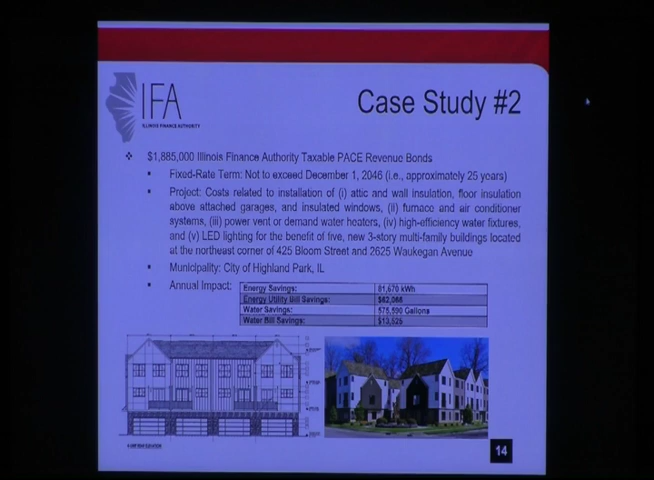 IFA
ILLINOIS FINANCE AUTHORITY
Case Study #2
❖ $1,885,000 Illinois Finance Authority Taxable PACE Revenue Bonds
▪ Fixed-Rate Term: Not to exceed December 1, 2046 (i.e., approximately 25 years)
▪ Project: Costs related to installation of (i) attic and wall insulation, floor insulation
above attached garages, and insulated windows, (ii) furnace and air conditioner
systems, (iii) power vent or demand water heaters, (iv) high-efficiency water fixtures,
and (v) LED lighting for the benefit of five, new 3-story multi-family buildings located
at the northeast corner of 425 Bloom Street and 2625 Waukegan Avenue
▪ Municipality: City of Highland Park, IL
▪ Annual Impact:
Energy Savings: 81,670 kWh
Energy Utility Bill Savings:
Water Savings: Gallons
Water Bill Savings:
14